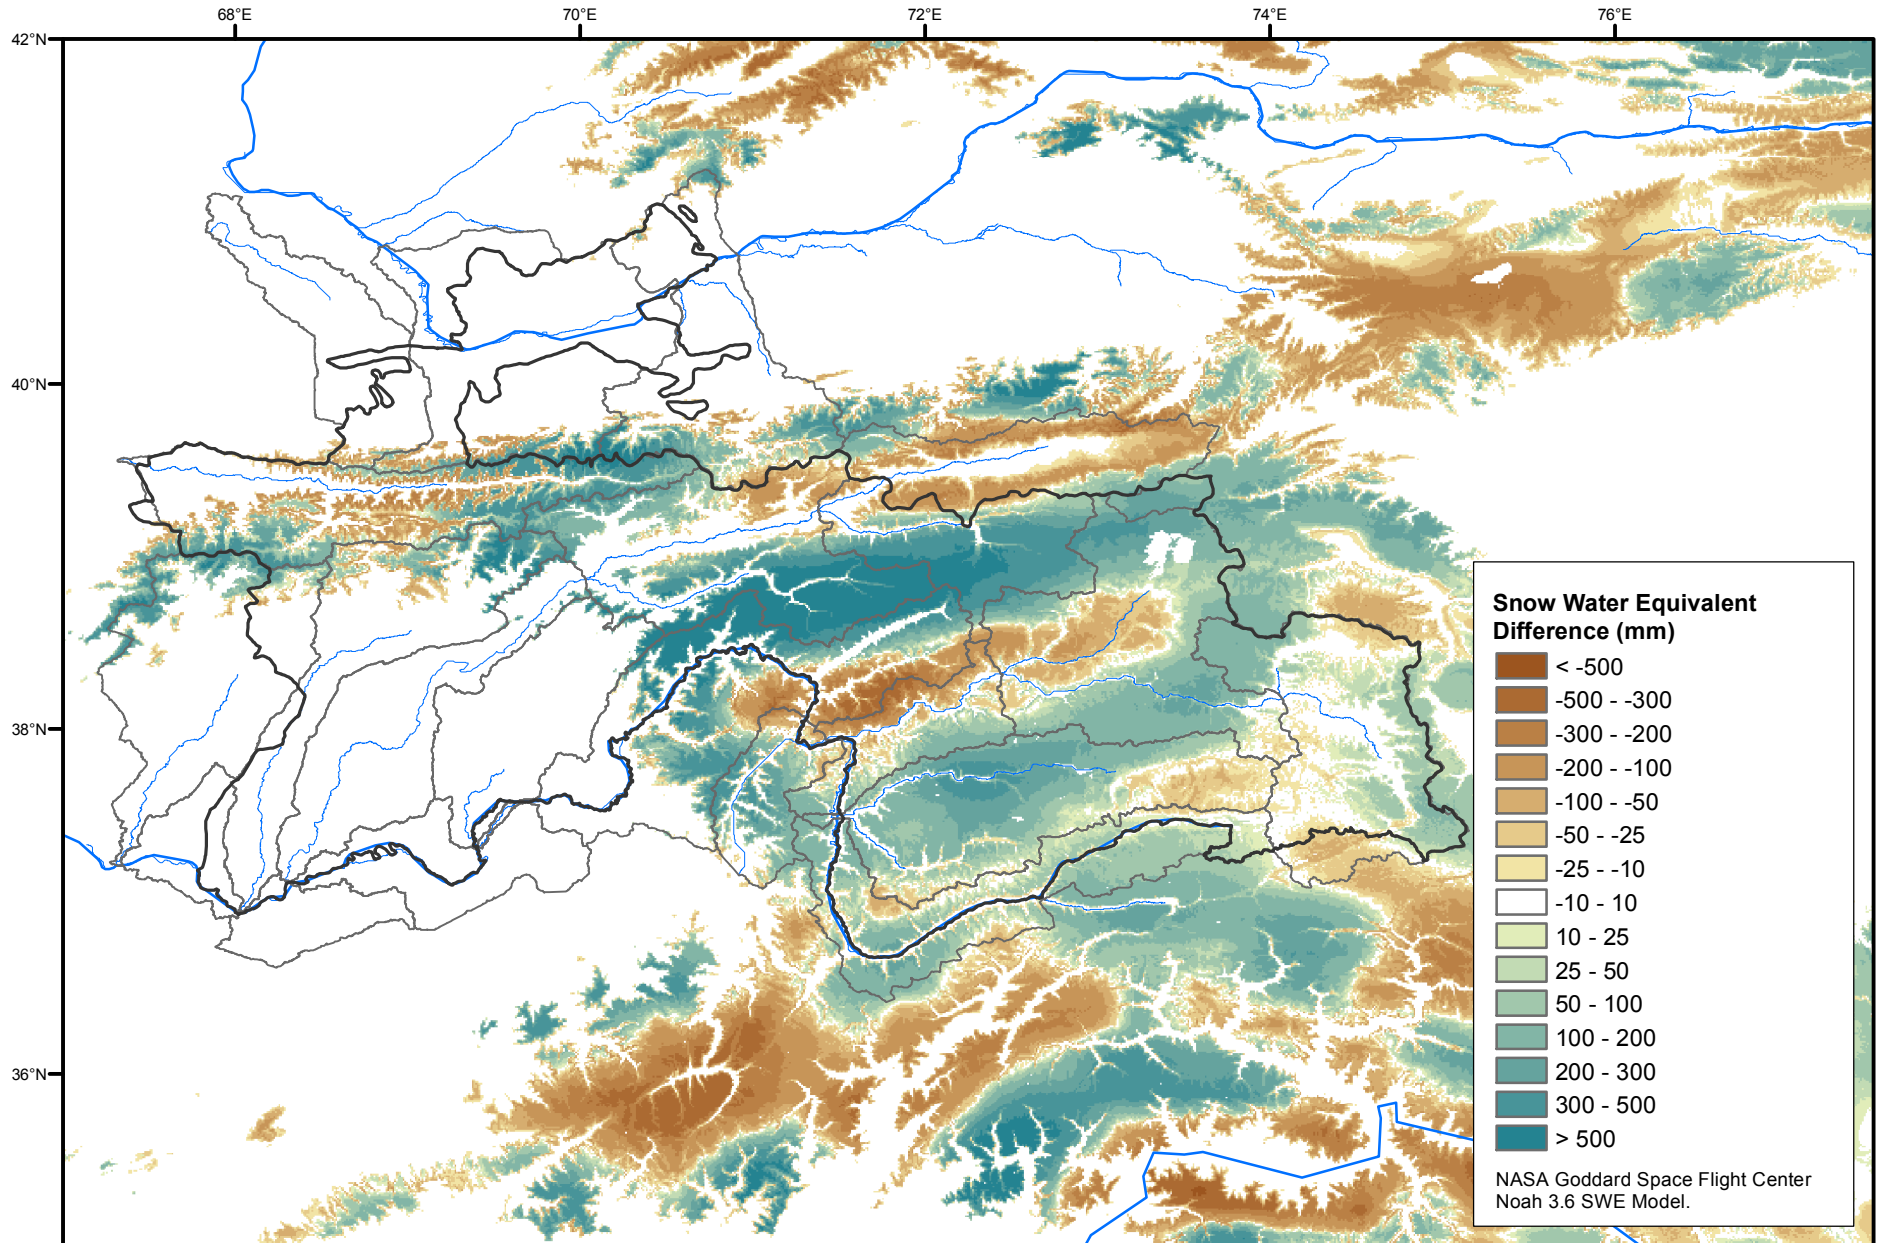 68°E
70°E
72°E
74°E
76°E
42°N
40°N
38°N
36°N
Snow Water Equivalent
Difference (mm)
< -500
-500 - -300
-300 - -200
-200 - -100
-100 - -50
-50 - -25
-25 - -10
-10 - 10
10 - 25
25 - 50
50 - 100
100 - 200
200 - 300
300 - 500
> 500
NASA Goddard Space Flight Center
Noah 3.6 SWE Model.